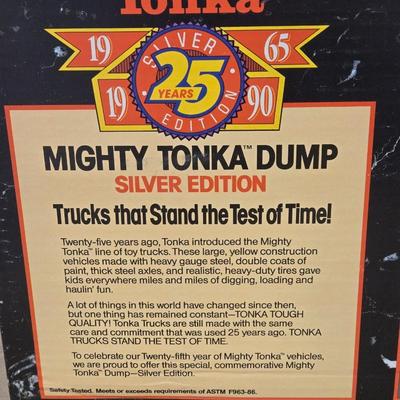 Tonka
SILVER
19 65
25
YEARS
19 90
EDITION
MIGHTY TONKA™ DUMP
SILVER EDITION
Trucks that Stand the Test of Time!
Twenty-five years ago, Tonka introduced the Mighty
Tonka™ line of toy trucks. These large, yellow construction
vehicles made with heavy gauge steel, double coats of
paint, thick steel axles, and realistic, heavy-duty tires gave
kids everywhere miles and miles of digging, loading and
haulin' fun.
A lot of things in this world have changed since then,
but one thing has remained constant—TONKA TOUGH
QUALITY! Tonka Trucks are still made with the same
care and commitment that was used 25 years ago. TONKA
TRUCKS STAND THE TEST OF TIME.
To celebrate our Twenty-fifth year of Mighty Tonka™ vehicles,
we are proud to offer this special, commemorative Mighty
Tonka™ Dump—Silver Edition.
Safety Tested. Meets or exceeds requirements of ASTM F963-86.